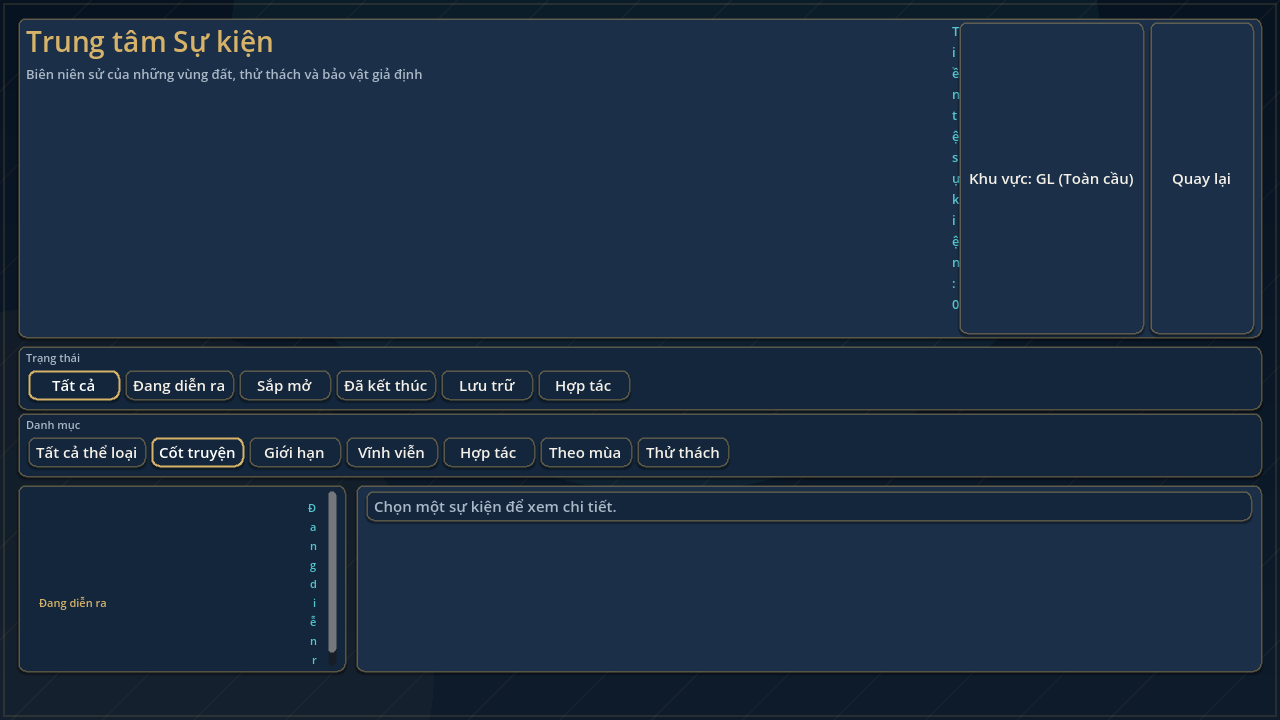 Trung tâm Sự kiện
Biên niên sử của những vùng đất, thử thách và bảo vật giả định
Tiền tệ sự kiện: 0
Khu vực: GL (Toàn cầu)
Quay lại
Trạng thái
Tất cả
Đang diễn ra
Sắp mở
Đã kết thúc
Lưu trữ
Hợp tác
Danh mục
Tất cả thể loại
Cốt truyện
Giới hạn
Vĩnh viễn
Hợp tác
Theo mùa
Thử thách
Đang diễn ra
Đang diễn r
Chọn một sự kiện để xem chi tiết.